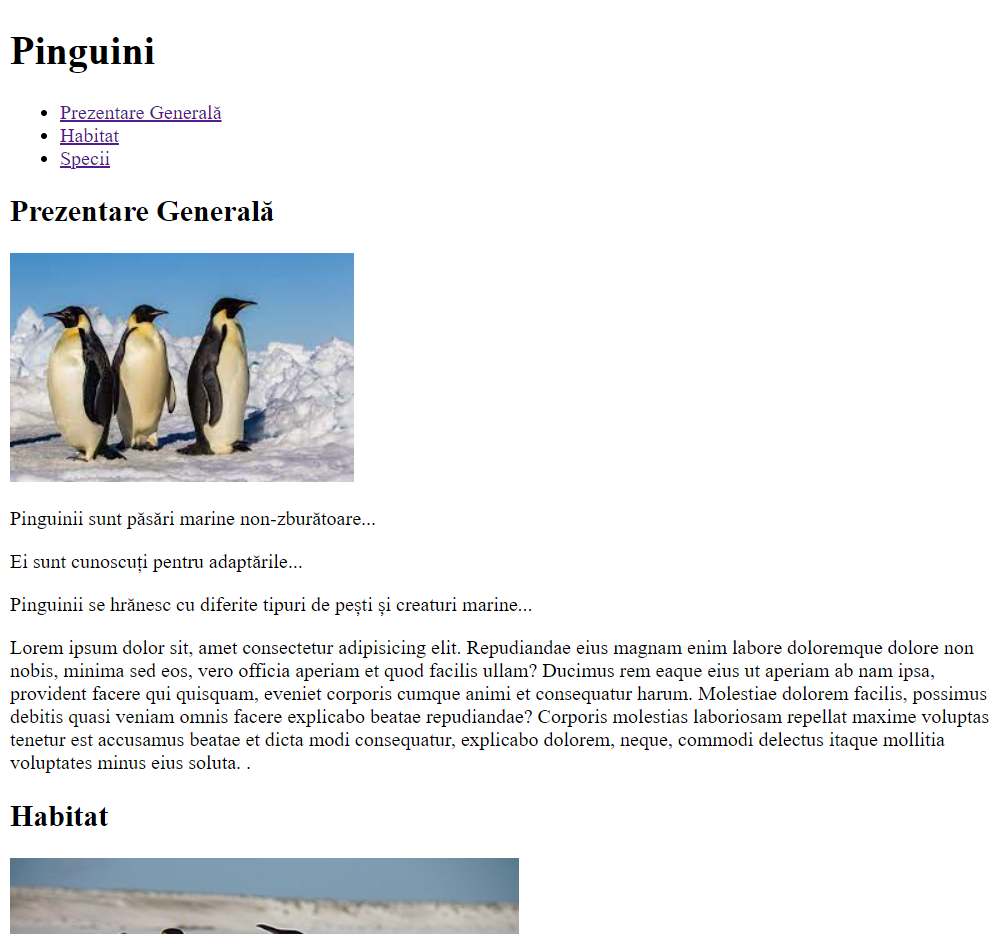 Pinguini
Prezentare Generală
Habitat
Specii
Prezentare Generală
Pinguinii sunt păsări marine non-zburătoare...
Ei sunt cunoscuți pentru adaptările...
Pinguinii se hrănesc cu diferite tipuri de pești și creaturi marine...
Lorem ipsum dolor sit, amet consectetur adipisicing elit. Repudiandae eius magnam enim labore doloremque dolore non
nobis, minima sed eos, vero officia aperiam et quod facilis ullam? Ducimus rem eaque eius ut aperiam ab nam ipsa,
provident facere qui quisquam, eveniet corporis cumque animi et consequatur harum. Molestiae dolorem facilis, possimus
debitis quasi veniam omnis facere explicabo beatae repudiandae? Corporis molestias laboriosam repellat maxime voluptas
tenetur est accusamus beatae et dicta modi consequatur, explicabo dolorem, neque, commodi delectus itaque mollitia
voluptates minus eius soluta. .
Habitat